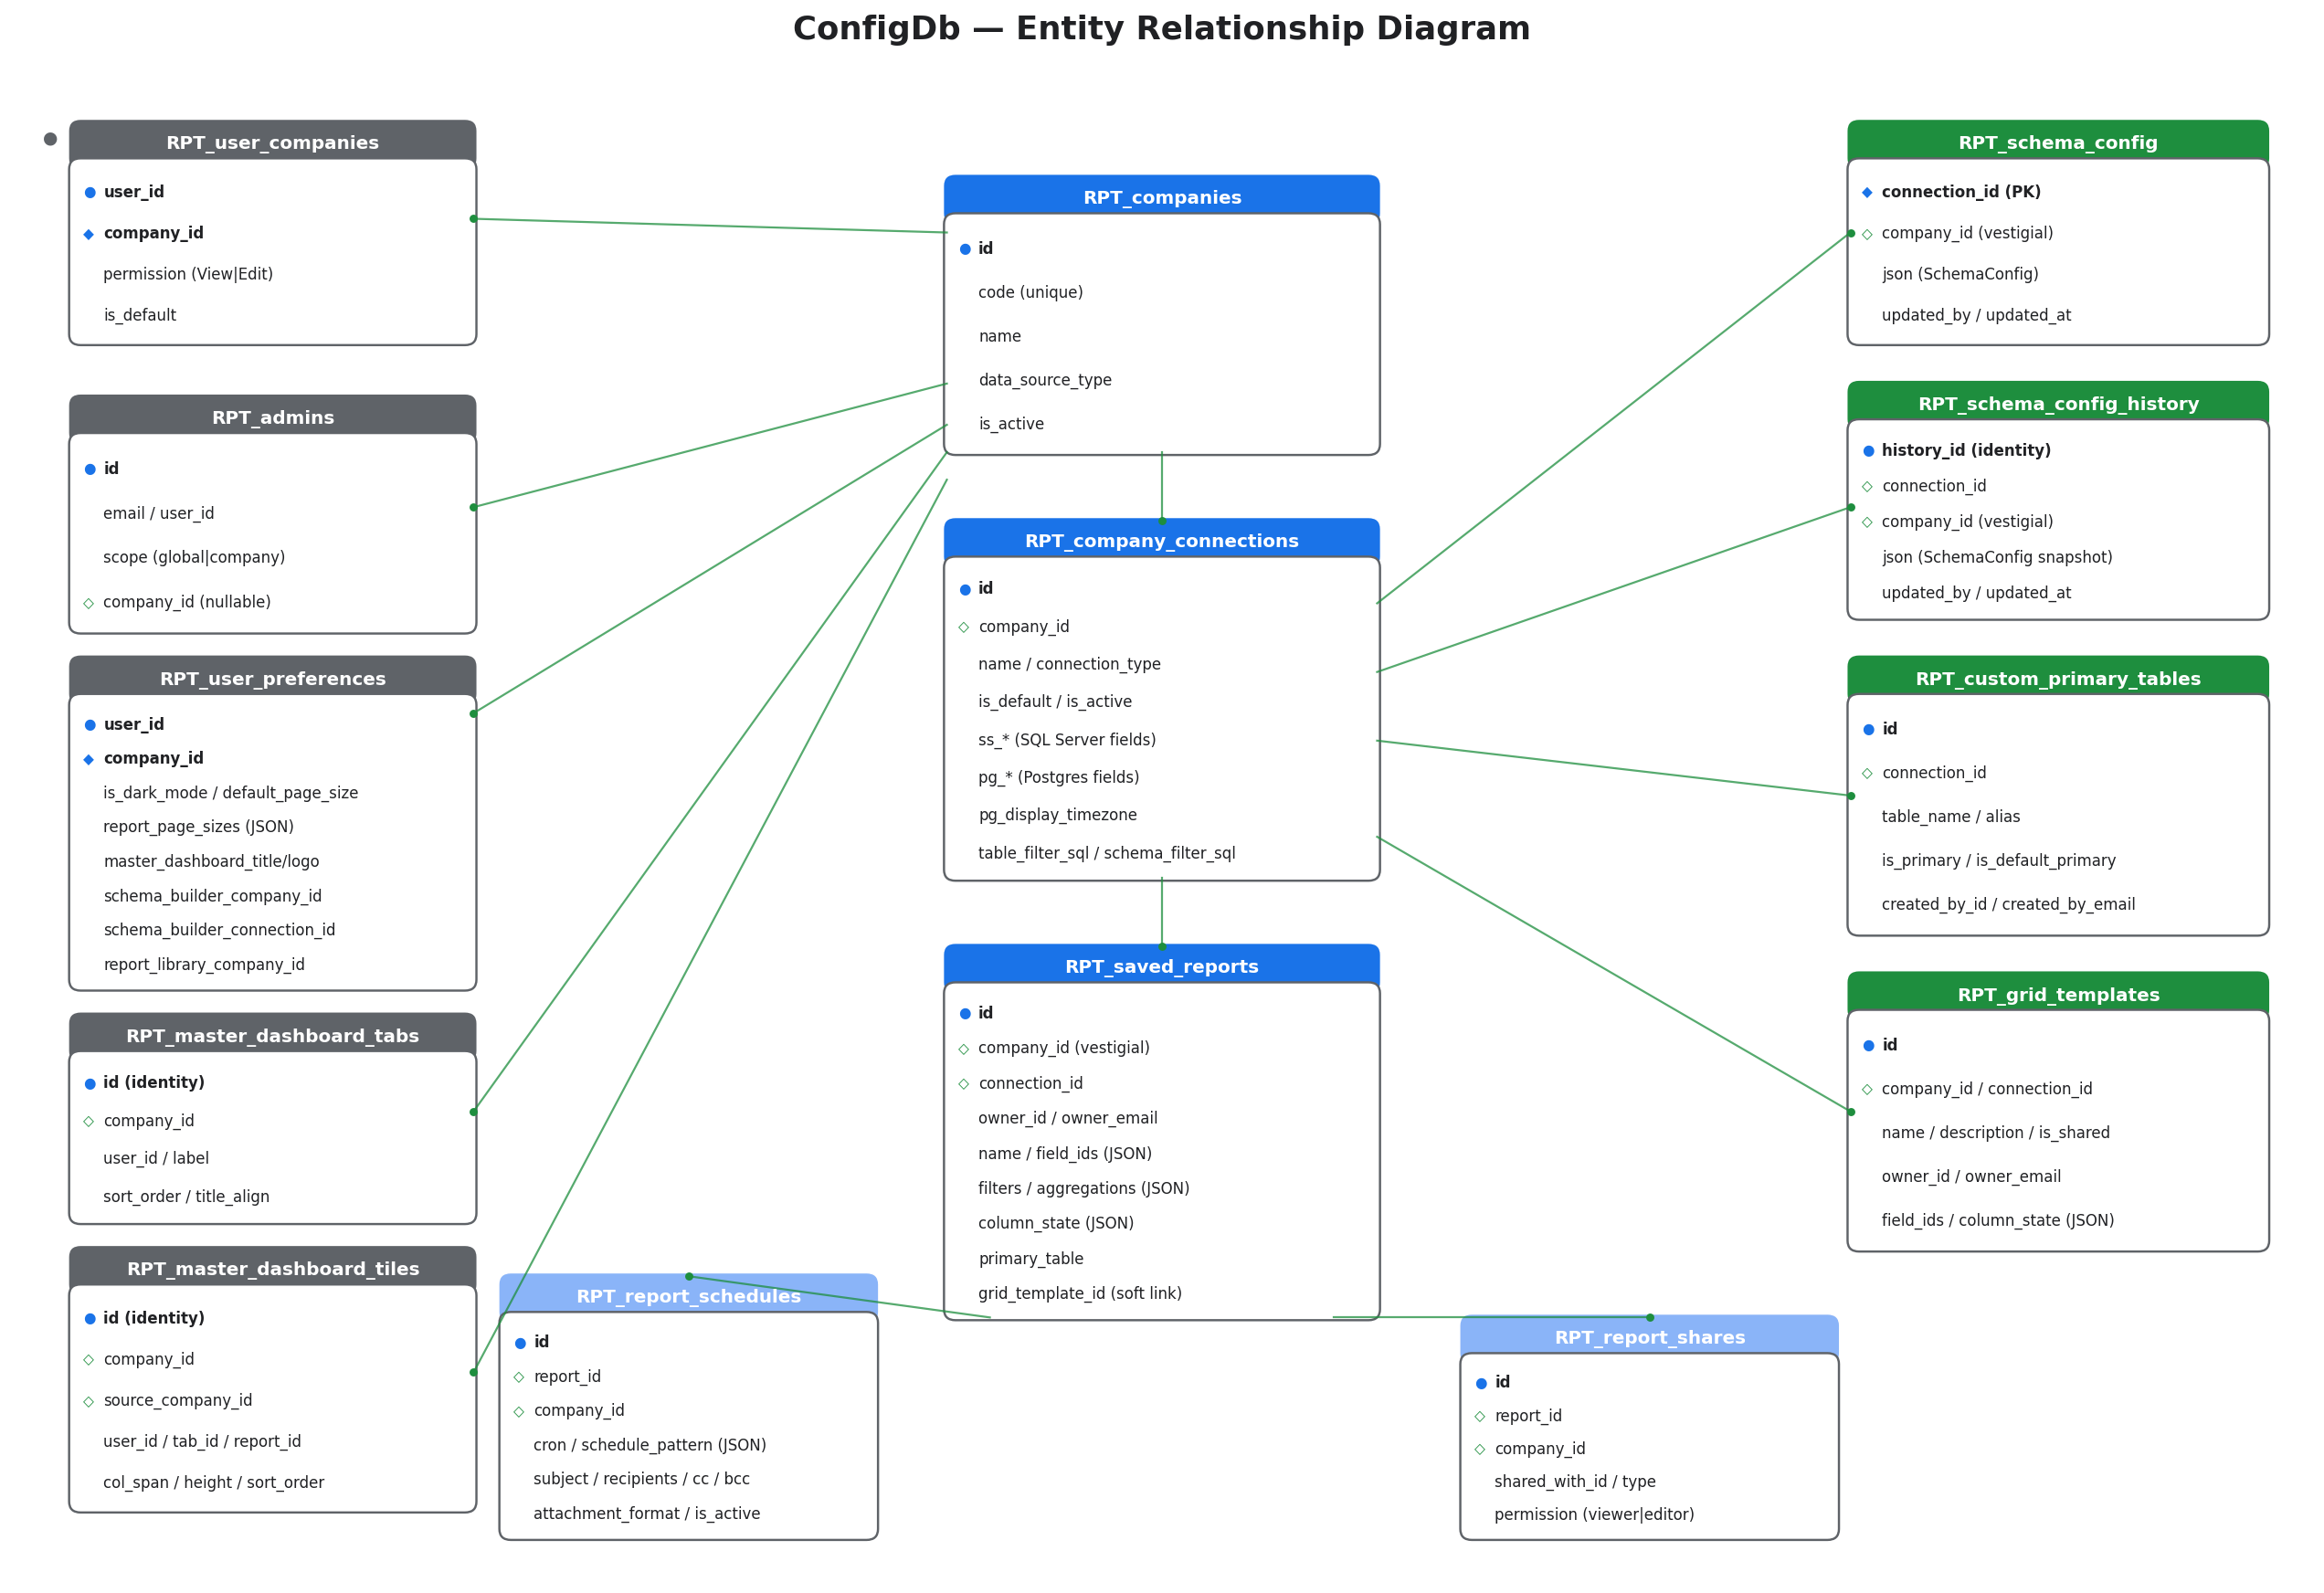 ConfigDb — Entity Relationship Diagram
RPT_user_companies
user_id
company_id
permission (View|Edit)
is_default
RPT_admins
id
email / user_id
scope (global|company)
company_id (nullable)
RPT_user_preferences
user_id
company_id
is_dark_mode / default_page_size
report_page_sizes (JSON)
master_dashboard_title/logo
schema_builder_company_id
schema_builder_connection_id
report_library_company_id
RPT_master_dashboard_tabs
id (identity)
company_id
user_id / label
sort_order / title_align
RPT_master_dashboard_tiles
id (identity)
company_id
source_company_id
user_id / tab_id / report_id
col_span / height / sort_order
RPT_report_schedules
id
report_id
company_id
cron / schedule_pattern (JSON)
subject / recipients / cc / bcc
attachment_format / is_active
RPT_companies
id
code (unique)
name
data_source_type
is_active
RPT_company_connections
id
company_id
name / connection_type
is_default / is_active
ss_* (SQL Server fields)
pg_* (Postgres fields)
pg_display_timezone
table_filter_sql / schema_filter_sql
RPT_saved_reports
id
company_id (vestigial)
connection_id
owner_id / owner_email
name / field_ids (JSON)
filters / aggregations (JSON)
column_state (JSON)
primary_table
grid_template_id (soft link)
RPT_report_shares
id
report_id
company_id
shared_with_id / type
permission (viewer|editor)
RPT_schema_config
connection_id (PK)
company_id (vestigial)
json (SchemaConfig)
updated_by / updated_at
RPT_schema_config_history
history_id (identity)
connection_id
company_id (vestigial)
json (SchemaConfig snapshot)
updated_by / updated_at
RPT_custom_primary_tables
id
connection_id
table_name / alias
is_primary / is_default_primary
created_by_id / created_by_email
RPT_grid_templates
id
company_id / connection_id
name / description / is_shared
owner_id / owner_email
field_ids / column_state (JSON)